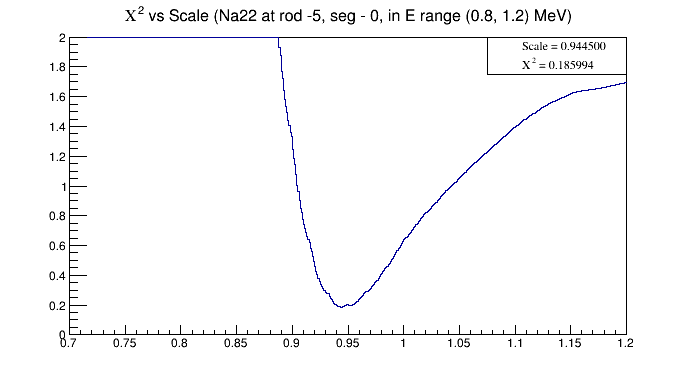 X² vs Scale (Na22 at rod -5, seg - 0, in E range (0.8, 1.2) MeV)
Scale = 0.944500
X² = 0.185994
2
1.8
1.6
1.4
1.2
1
0.8
0.6
0.4
0.2
0
0.7 0.75 0.8 0.85 0.9 0.95 1 1.05 1.1 1.15 1.2